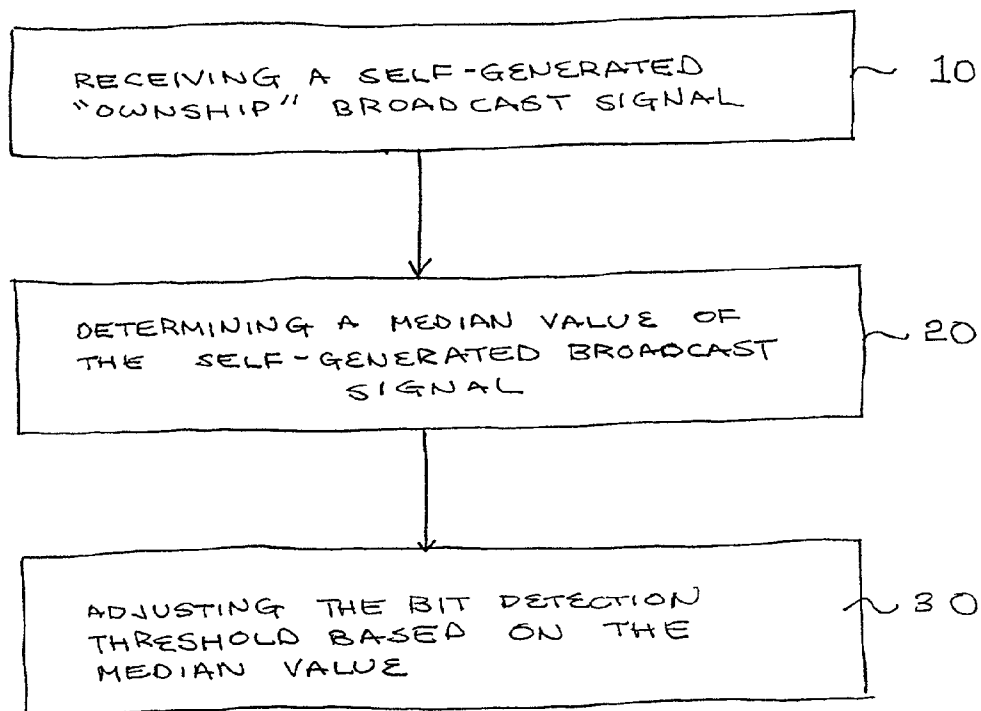 RECEIVING A SELF-GENERATED
"OWNSHIP" BROADCAST SIGNAL
10
DETERMINING A MEDIAN VALUE OF
THE SELF-GENERATED BROADCAST
SIGNAL
20
ADJUSTING THE BIT DETECTION
THRESHOLD BASED ON THE
MEDIAN VALUE
30